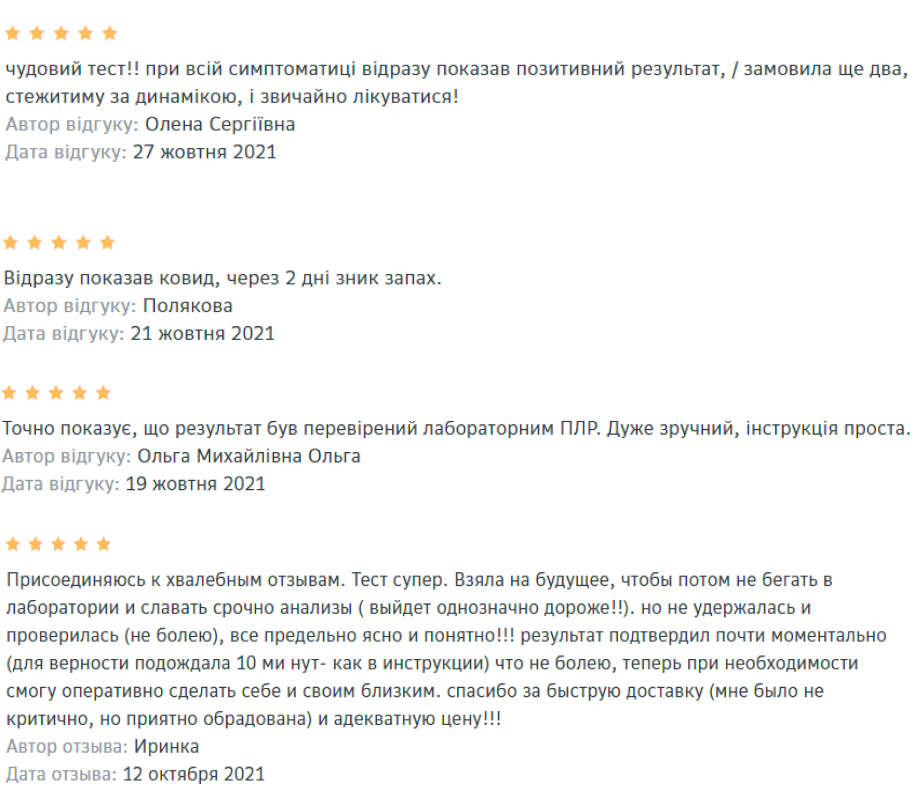 чудовий тест!! при всій симптоматиці відразу показав позитивний результат, / замовила ще два,
стежитиму за динамікою, і звичайно лікуватися!
Автор відгуку: Олена Сергіївна
Дата відгуку: 27 жовтня 2021
Відразу показав ковид, через 2 дні зник запах.
Автор відгуку: Полякова
Дата відгуку: 21 жовтня 2021
Точно показує, що результат був перевірений лабораторним ПЛР. Дуже зручний, інструкція проста.
Автор відгуку: Ольга Михайлівна Ольга
Дата відгуку: 19 жовтня 2021
Присоединяюсь к хвалебным отзывам. Тест супер. Взяла на будущее, чтобы потом не бегать в
лаборатории и славать срочно анализы ( выйдет однозначно дороже!!). но не удержалась и
проверилась (не болею), все предельно ясно и понятно!!! результат подтвердил почти моментально
(для верности подождала 10 ми нут- как в инструкции) что не болею, теперь при необходимости
смогу оперативно сделать себе и своим близким. спасибо за быструю доставку (мне было не
критично, но приятно обрадована) и адекватную цену!!!
Автор отзыва: Иринка
Дата отзыва: 12 октября 2021